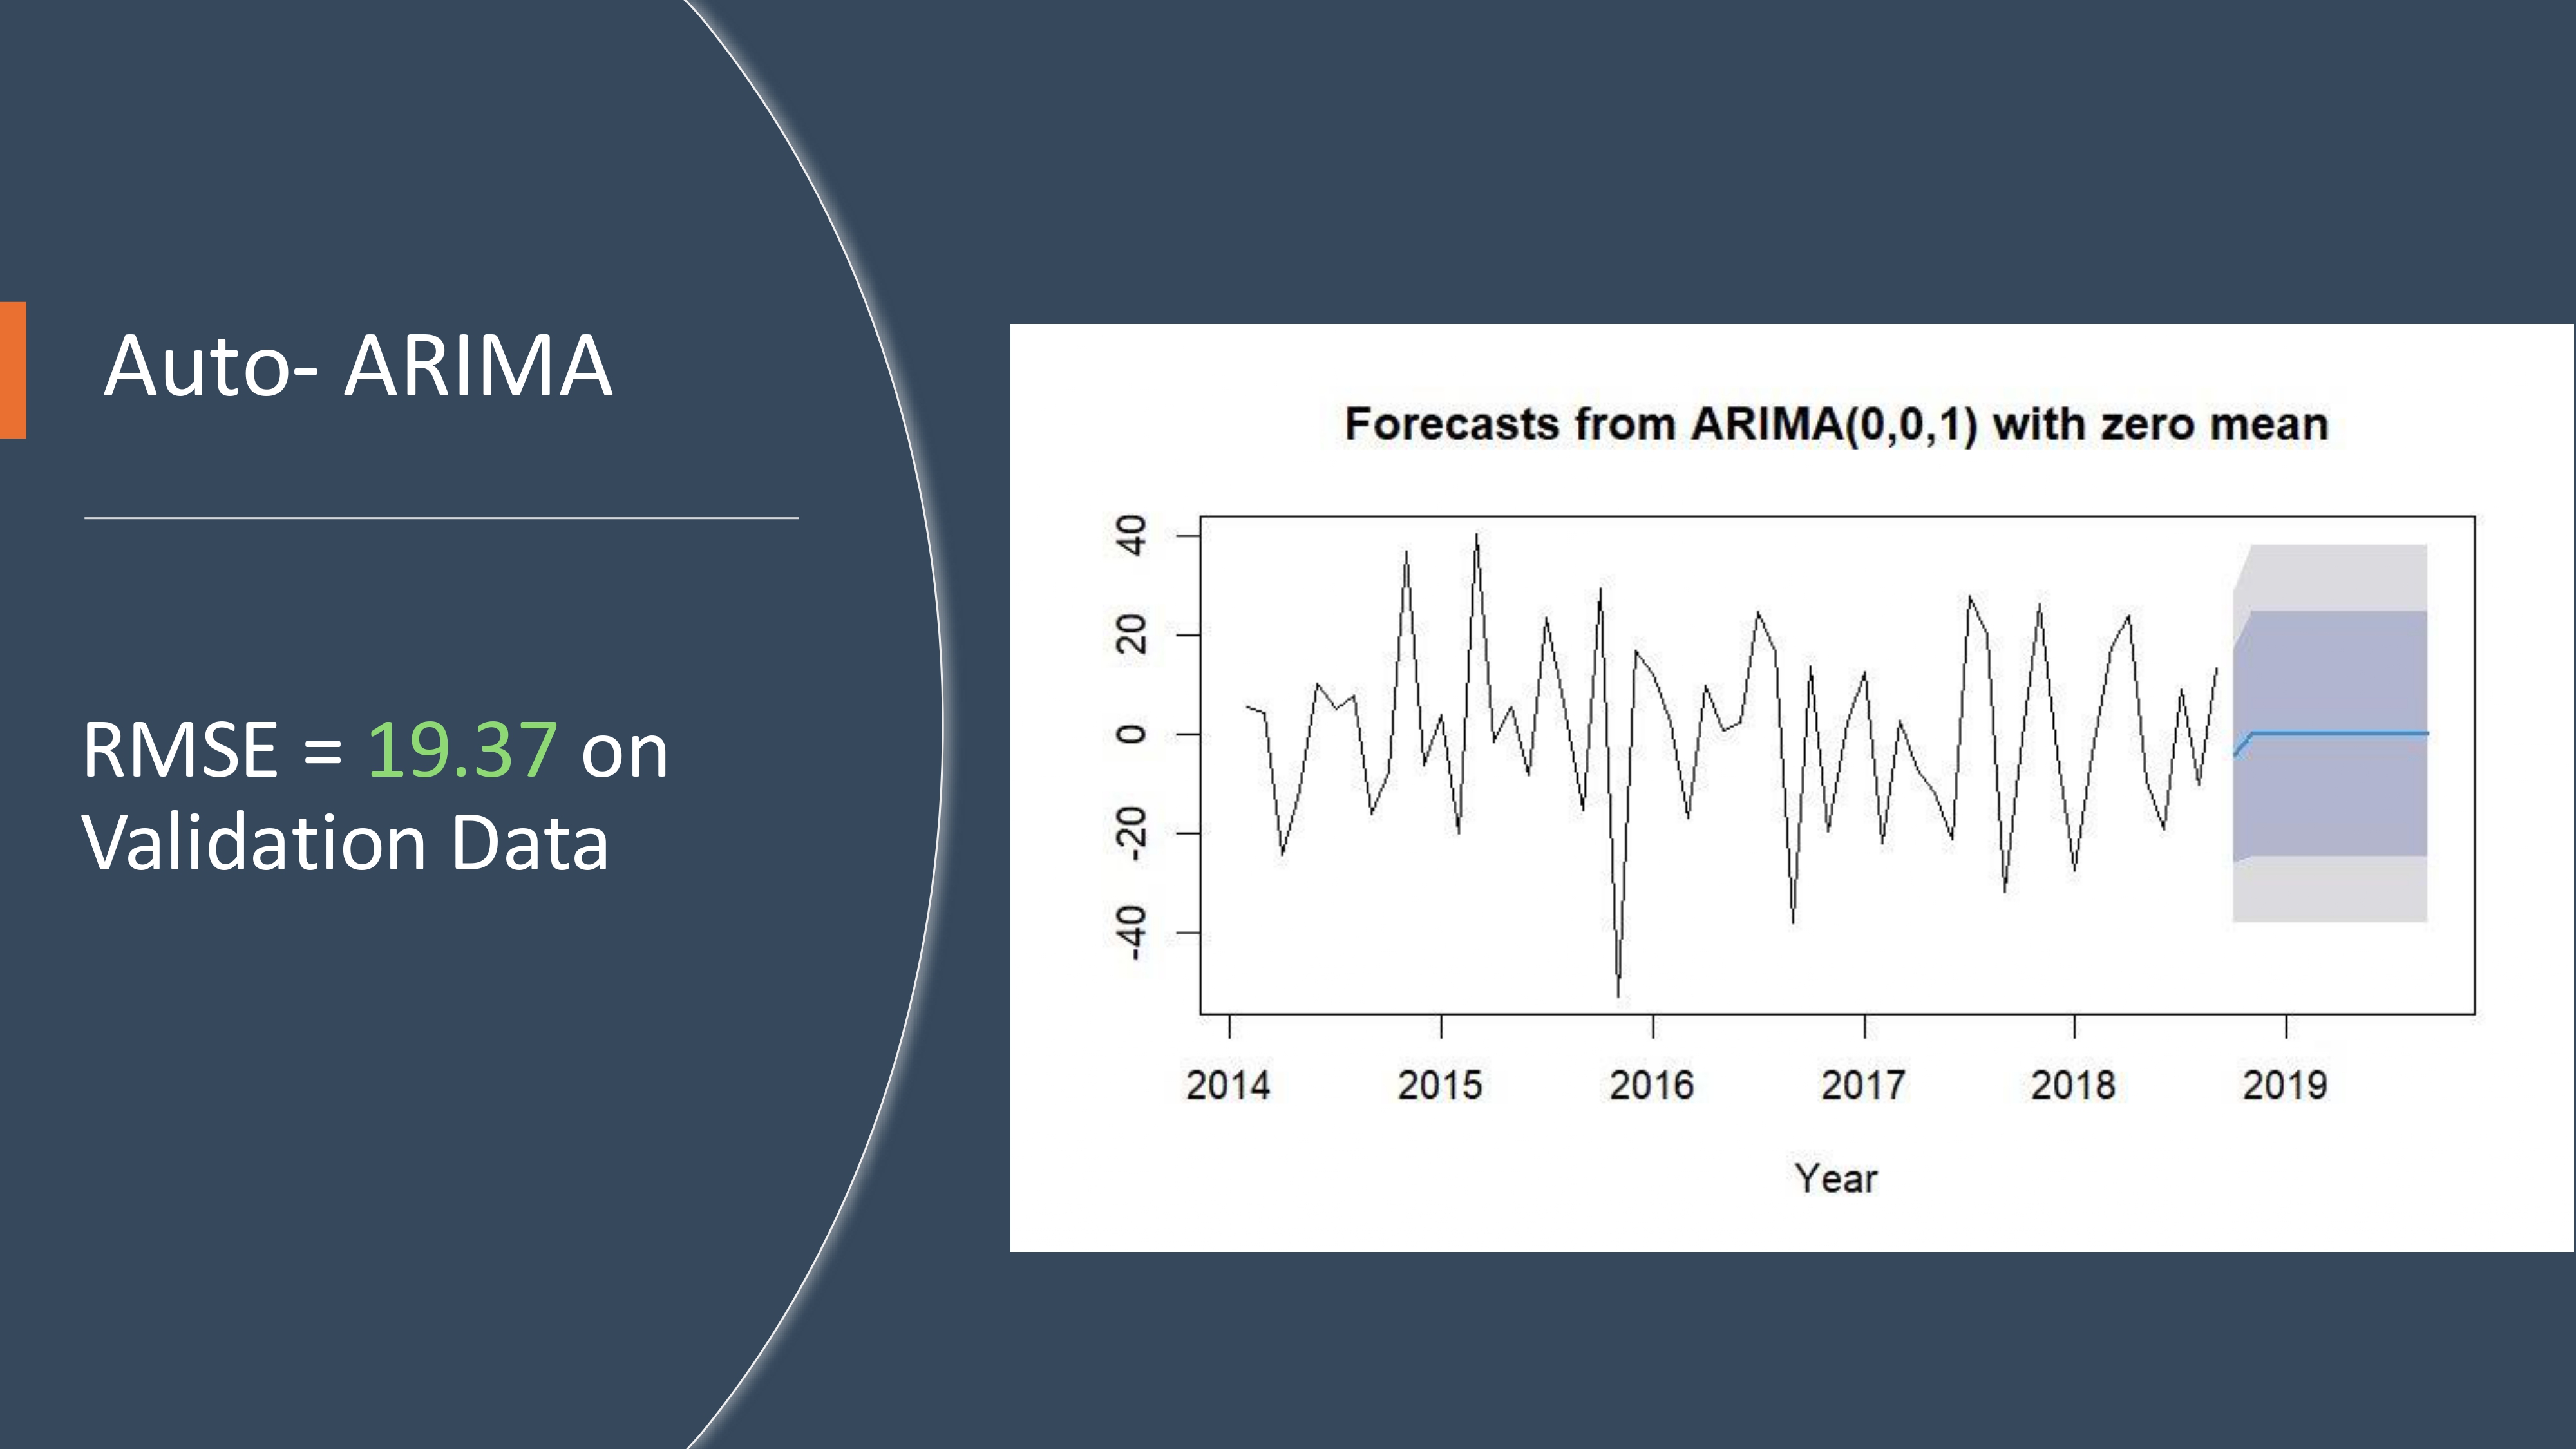 Auto- ARIMA
RMSE = 19.37 on
Validation Data
Forecasts from ARIMA(0,0,1) with zero mean
40
20
0
-20
-40
2014 2015 2016 2017 2018 2019
Year